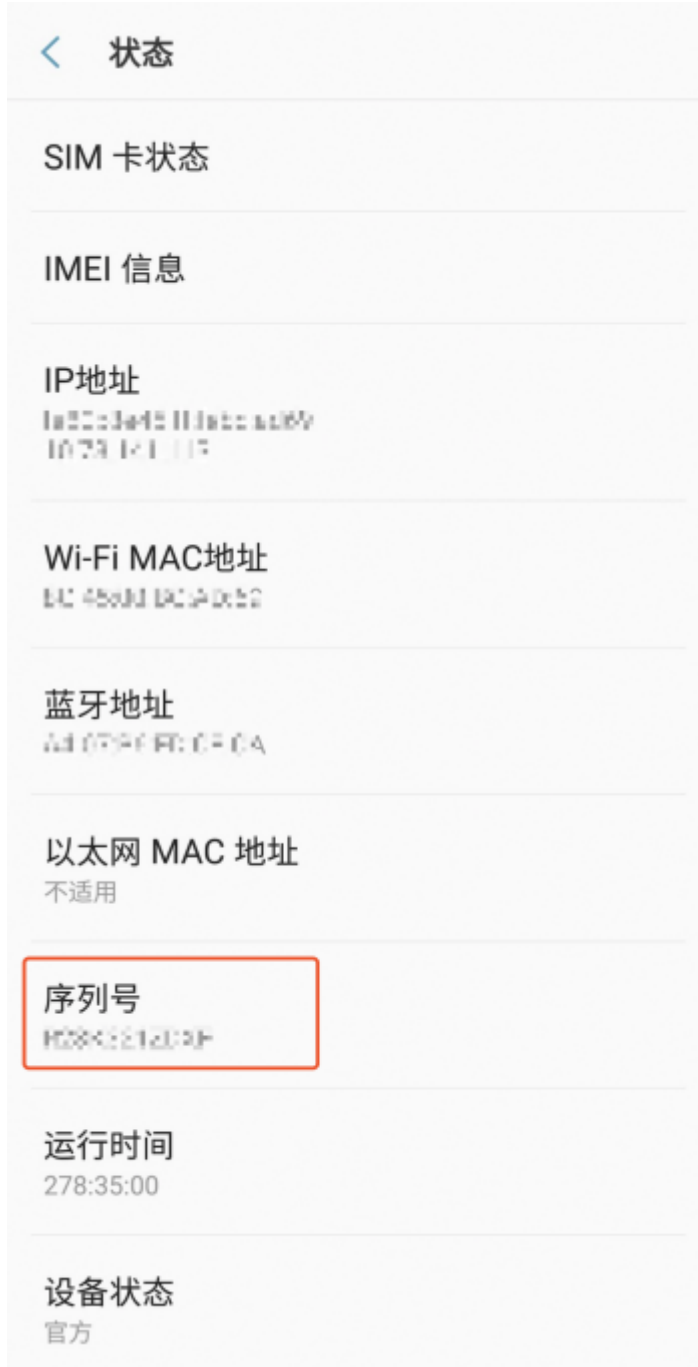 状态
SIM 卡状态
IMEI 信息
IP地址
Wi-Fi MAC地址
蓝牙地址
以太网 MAC 地址
不适用
序列号
运行时间
278:35:00
设备状态
官方